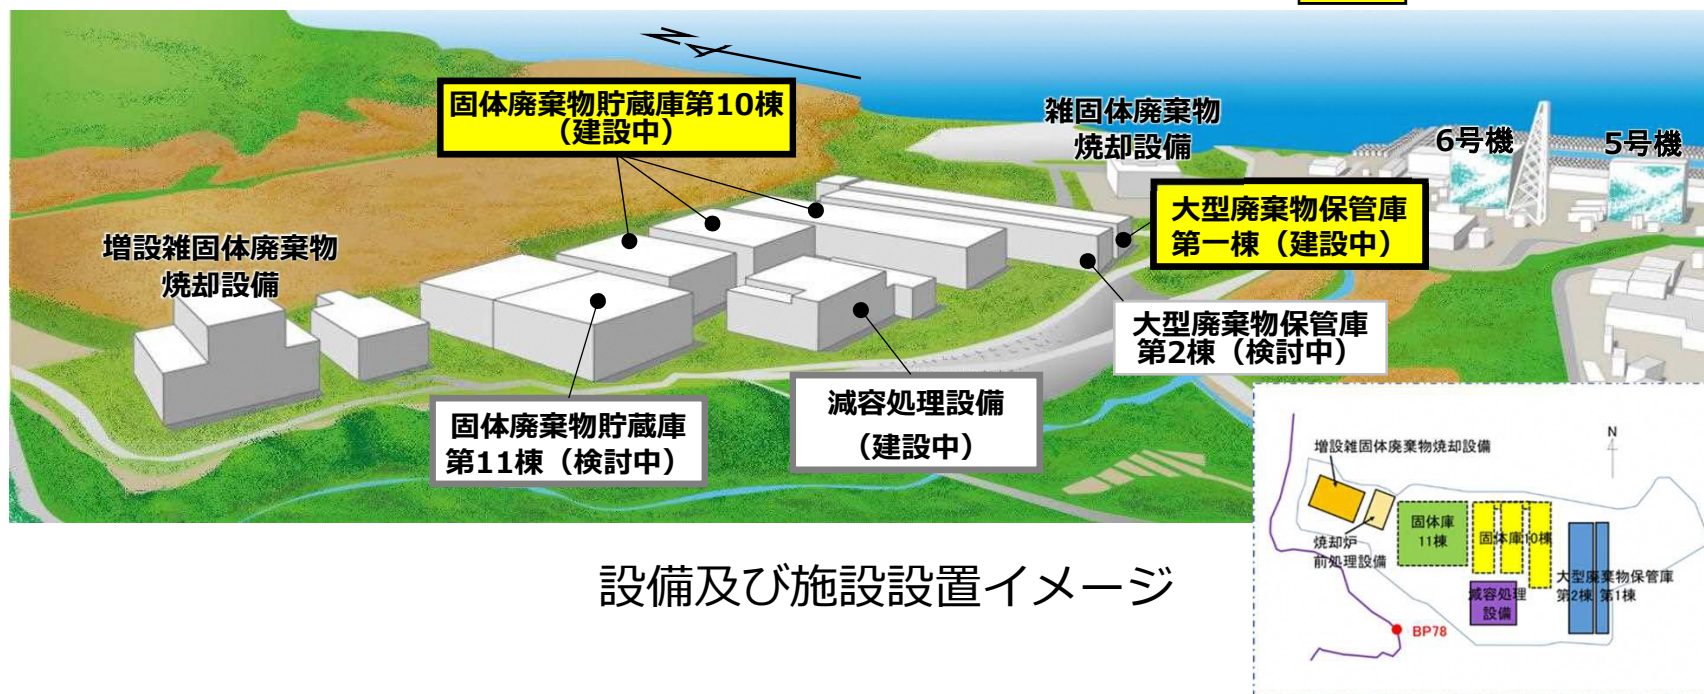 N
固体廃棄物貯蔵庫第10棟
（建設中）
雑固体廃棄物
焼却設備
6号機
5号機
大型廃棄物保管庫
第一棟（建設中）
増設雑固体廃棄物
焼却設備
大型廃棄物保管庫
第2棟（検討中）
減容処理設備
（建設中）
固体廃棄物貯蔵庫
第11棟（検討中）
設備及び施設設置イメージ
N
増設雑固体廃棄物焼却設備
固体庫
11棟
固体庫10棟
焼却炉
前処理設備
大型廃棄物保管庫
第2棟 第1棟
減容処理
設備
BP78